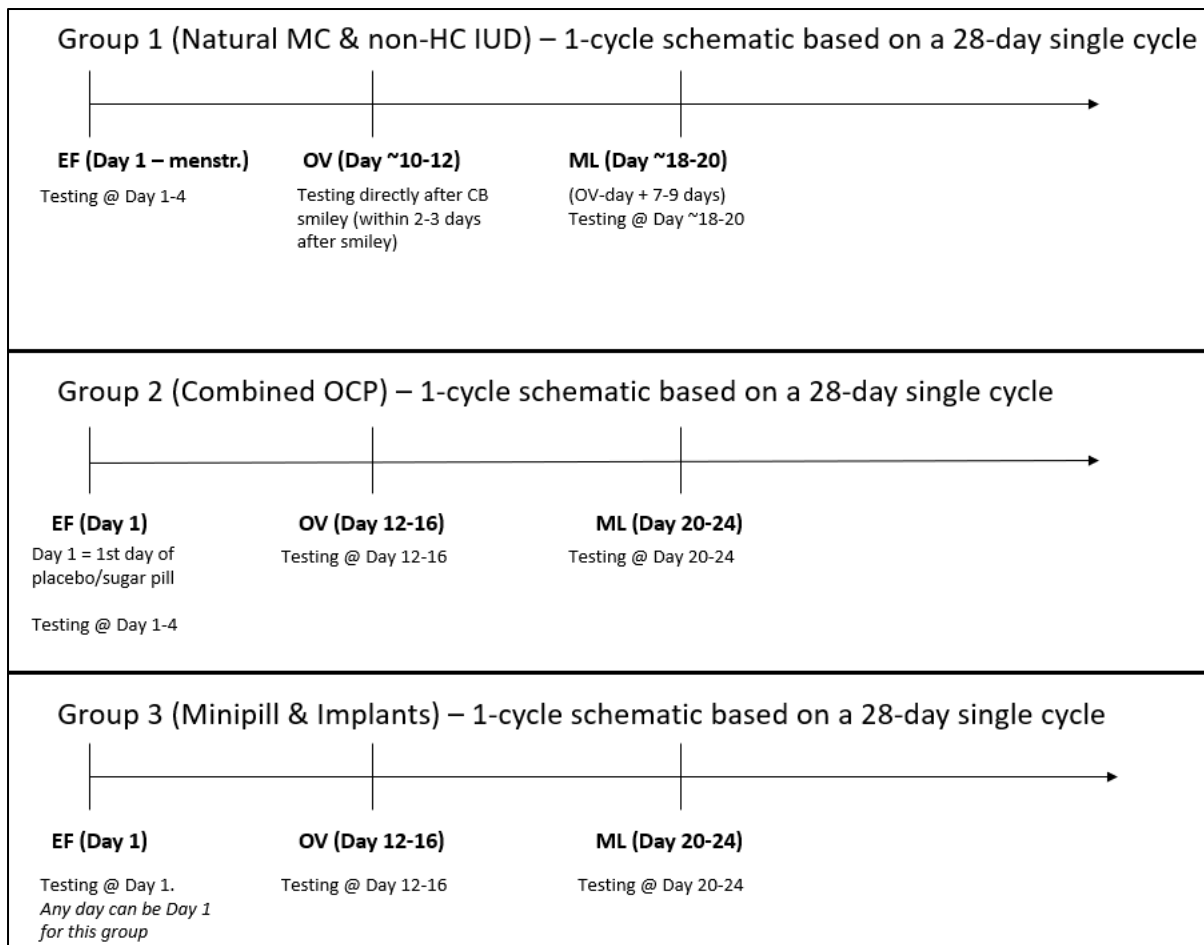 Group 1 (Natural MC & non-HC IUD) – 1-cycle schematic based on a 28-day single cycle
EF (Day 1 – menstr.)
Testing @ Day 1-4
OV (Day ~10-12)
Testing directly after CB
smiley (within 2-3 days
after smiley)
ML (Day ~18-20)
(OV-day + 7-9 days)
Testing @ Day ~18-20
Group 2 (Combined OCP) – 1-cycle schematic based on a 28-day single cycle
EF (Day 1)
Day 1 = 1st day of
placebo/sugar pill
Testing @ Day 1-4
OV (Day 12-16)
Testing @ Day 12-16
ML (Day 20-24)
Testing @ Day 20-24
Group 3 (Minipill & Implants) – 1-cycle schematic based on a 28-day single cycle
EF (Day 1)
Testing @ Day 1.
Any day can be Day 1
for this group
OV (Day 12-16)
Testing @ Day 12-16
ML (Day 20-24)
Testing @ Day 20-24